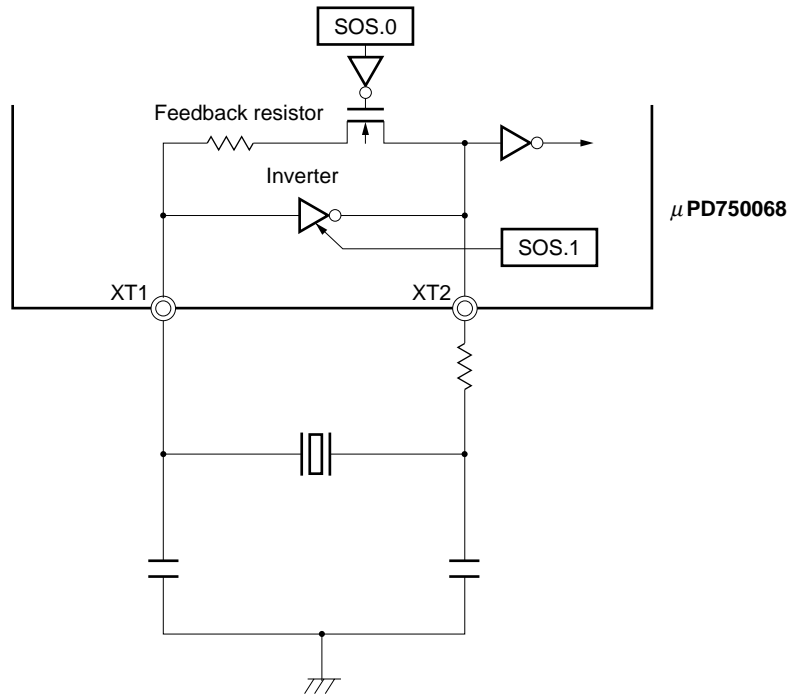 SOS.0
Feedback resistor
Inverter
μPD750068
SOS.1
XT1
XT2